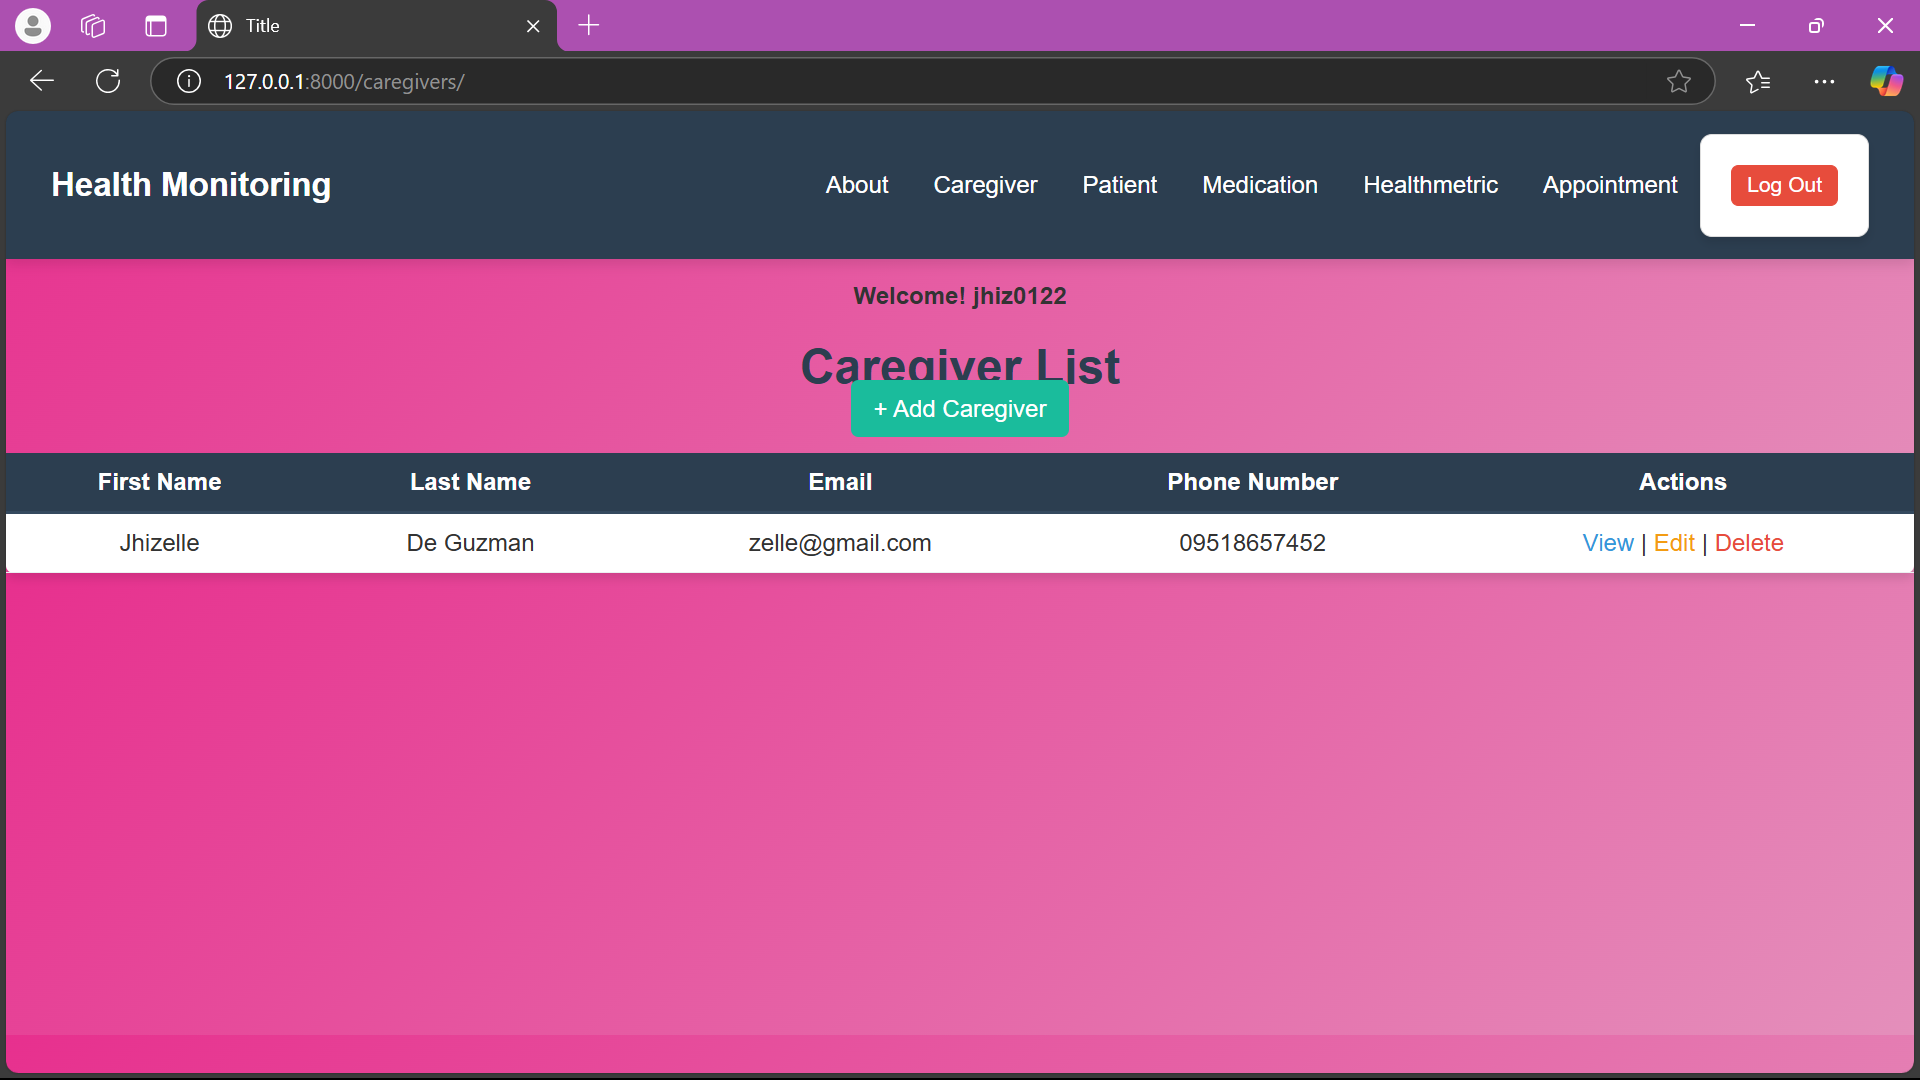 Title
127.0.0.1:8000/caregivers/
Health Monitoring
About Caregiver Patient Medication Healthmetric Appointment Log Out
Welcome! jhiz0122
Caregiver List
+ Add Caregiver
First Name Last Name Email Phone Number Actions
Jhizelle De Guzman zelle@gmail.com 09518657452 View | Edit | Delete